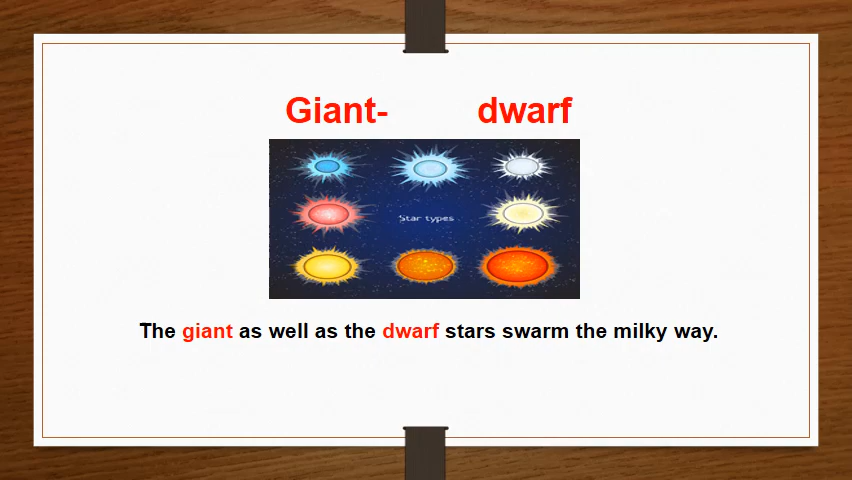 Giant- dwarf
Star types
The giant as well as the dwarf stars swarm the milky way.